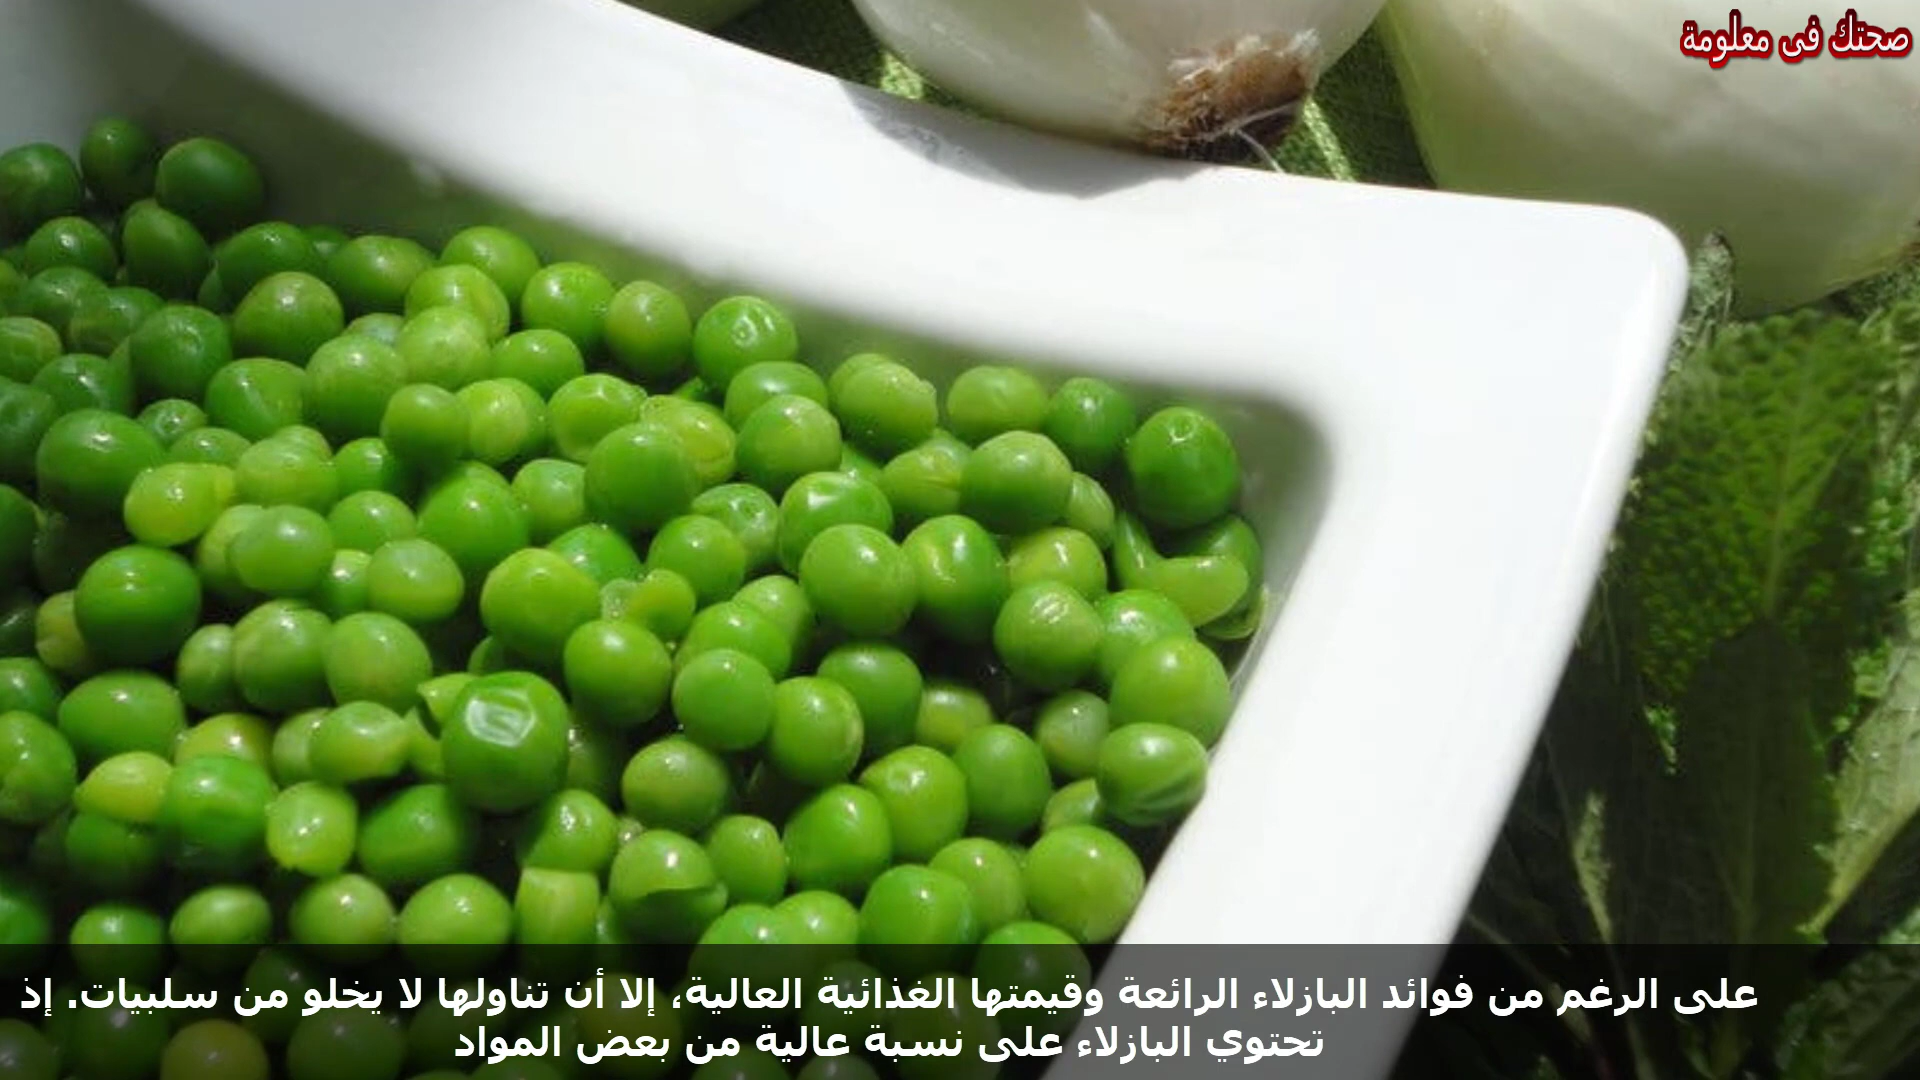 صحتك فى معلومة
على الرغم من فوائد البازلاء الرائعة وقيمتها الغذائية العالية، إلا أن تناولها لا يخلو من سلبيات. إذ
تحتوي البازلاء على نسبة عالية من بعض المواد